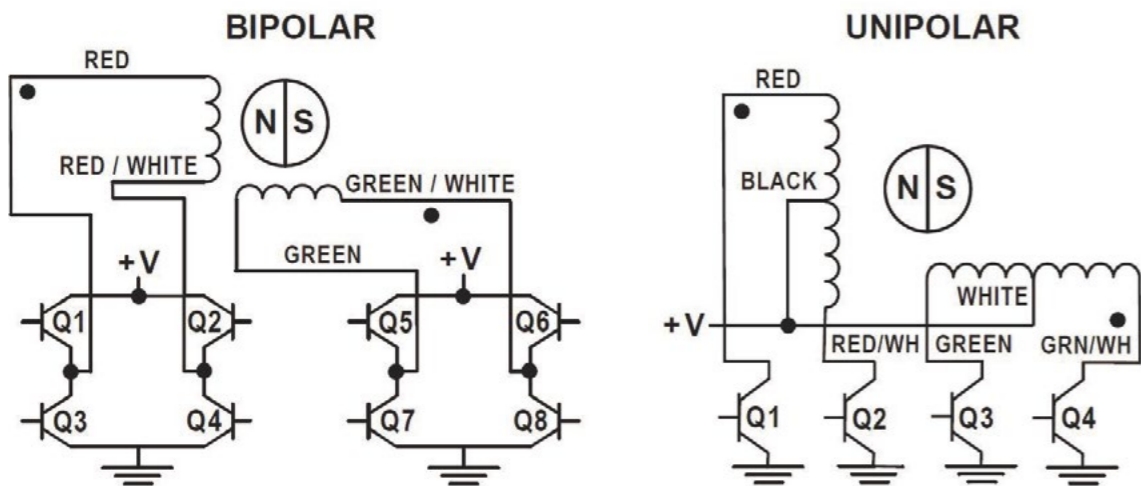 BIPOLAR
RED
N S
RED / WHITE
GREEN / WHITE
GREEN
+V
+V
Q1
Q2
Q5
Q6
Q3
Q4
Q7
Q8
UNIPOLAR
RED
BLACK
N S
WHITE
+V
RED/WH
GREEN
GRN/WH
Q1
Q2
Q3
Q4